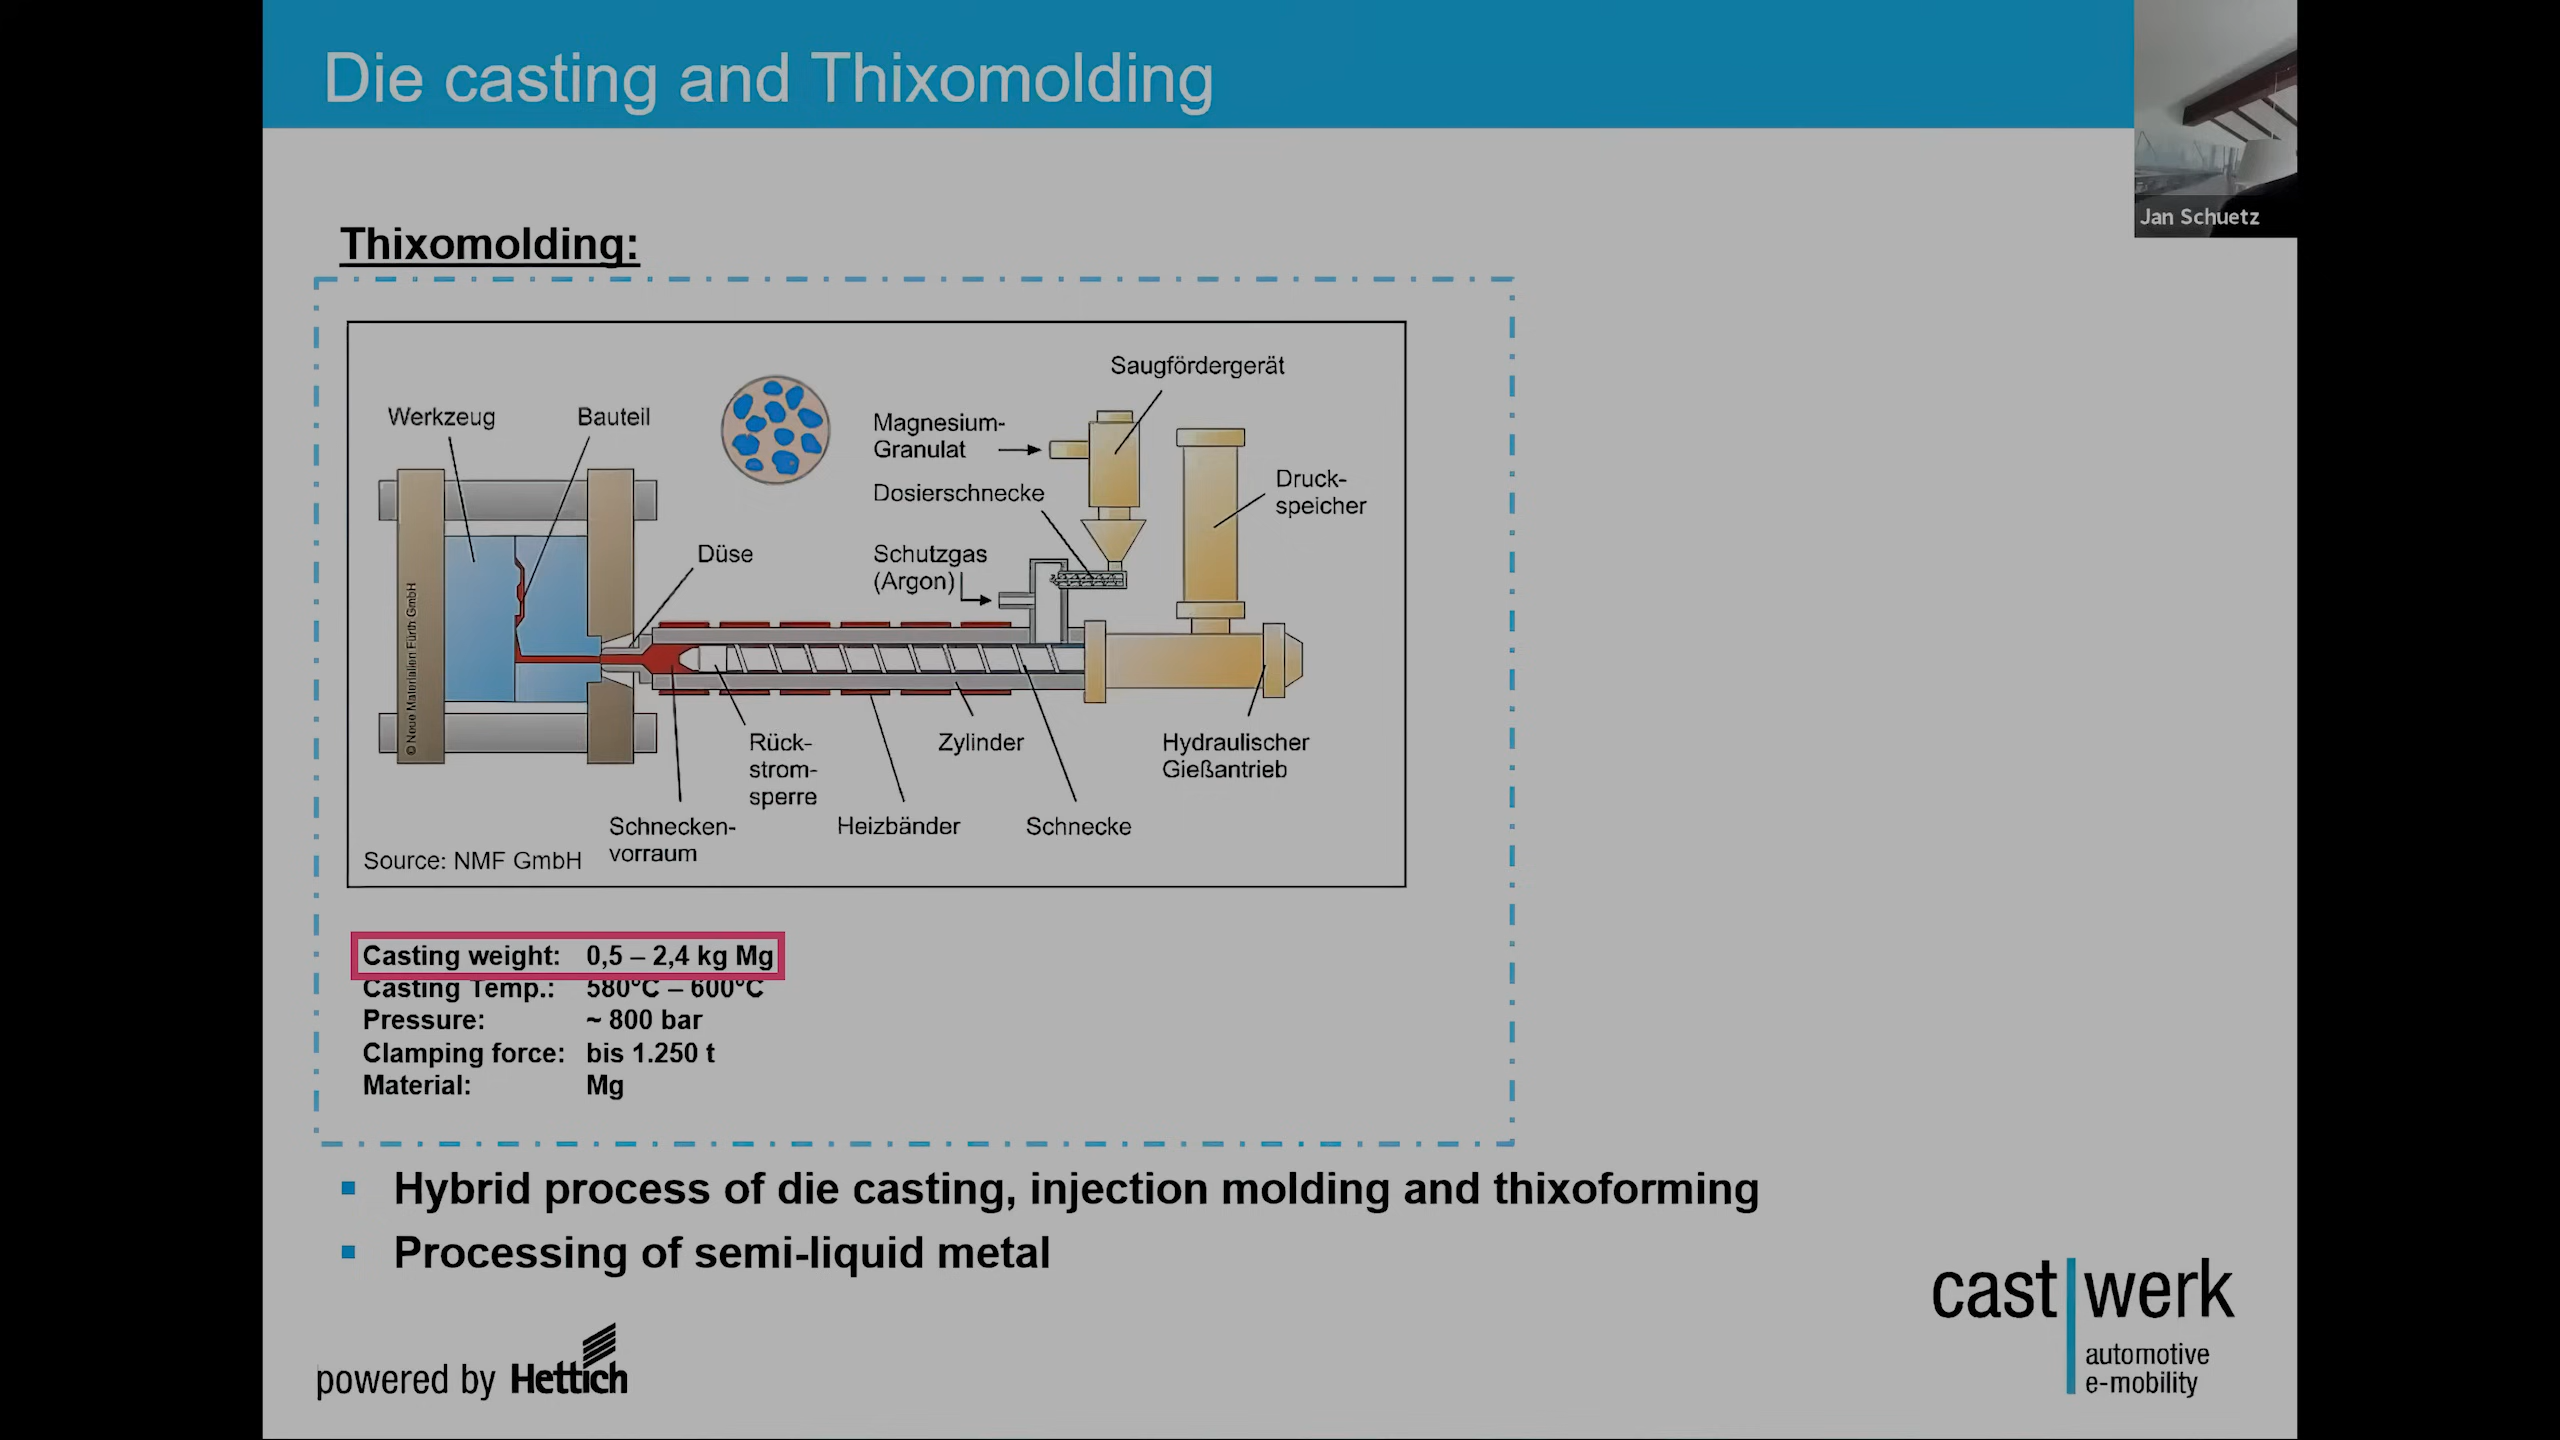 Die casting and Thixomolding
Jan Schuetz
Thixomolding:
Saugfördergerät
Werkzeug
Bauteil
Magnesium-
Granulat
Druck-
speicher
Dosierschnecke
Düse
Schutzgas
(Argon)
© Neue Materialien Fürth GmbH
Rück-
strom-
sperre
Zylinder
Hydraulischer
Gießantrieb
Schnecken-
vorraum
Heizbänder
Schnecke
Source: NMF GmbH
Casting weight: 0,5 – 2,4 kg Mg
Casting Temp.: 580°C – 600°C
Pressure: ~ 800 bar
Clamping force: bis 1.250 t
Material: Mg
Hybrid process of die casting, injection molding and thixoforming
Processing of semi-liquid metal
cast werk
automotive
e-mobility
powered by Hettich